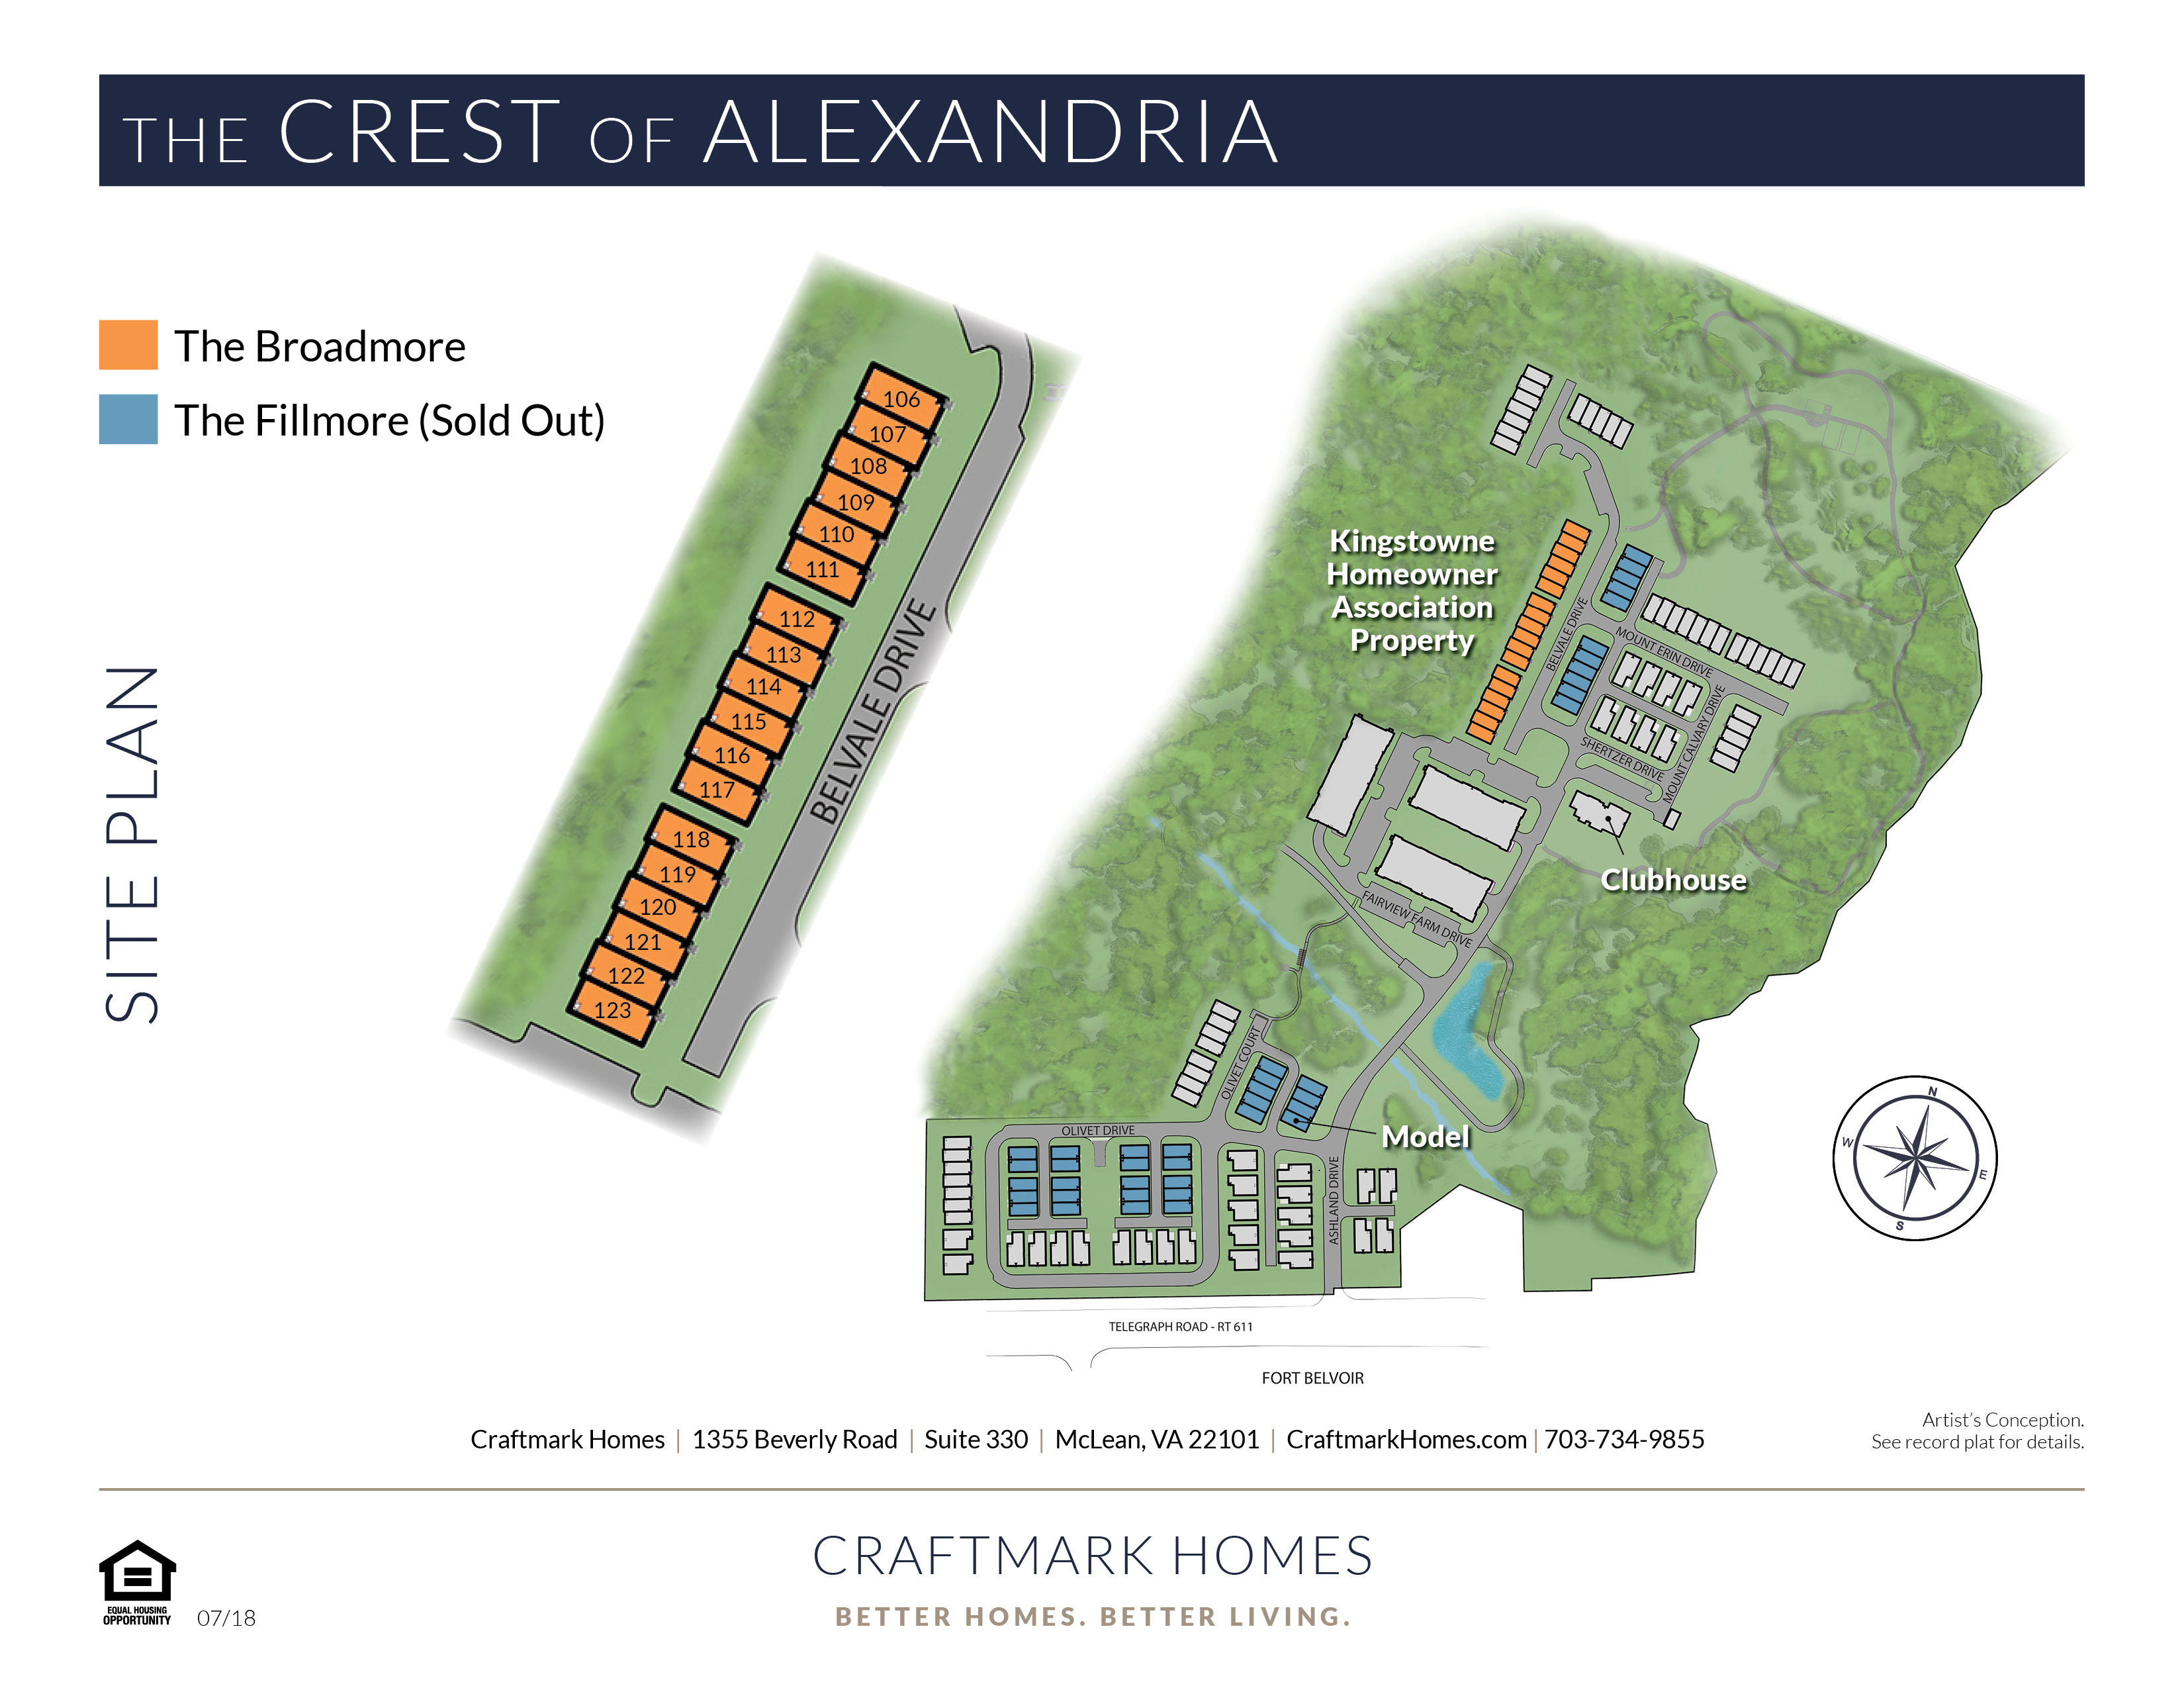 THE CREST OF ALEXANDRIA
The Broadmore
The Fillmore (Sold Out)
SITE PLAN
106
107
108
109
110
111
112
113
114
115
116
117
118
119
120
121
122
123
BELVALE DRIVE
Kingstowne
Homeowner
Association
Property
BELVALE DRIVE
MOUNT ERIN DRIVE
MOUNT CALVARY DRIVE
SHERTZER DRIVE
Clubhouse
FAIRVIEW FARM DRIVE
OLIVET COURT
Model
OLIVET DRIVE
ASHLAND DRIVE
N
W
E
S
TELEGRAPH ROAD - RT 611
FORT BELVOIR
Craftmark Homes | 1355 Beverly Road | Suite 330 | McLean, VA 22101 | CraftmarkHomes.com | 703-734-9855
Artist's Conception.
See record plat for details.
CRAFTMARK HOMES
BETTER HOMES. BETTER LIVING.
EQUAL HOUSING
OPPORTUNITY
07/18